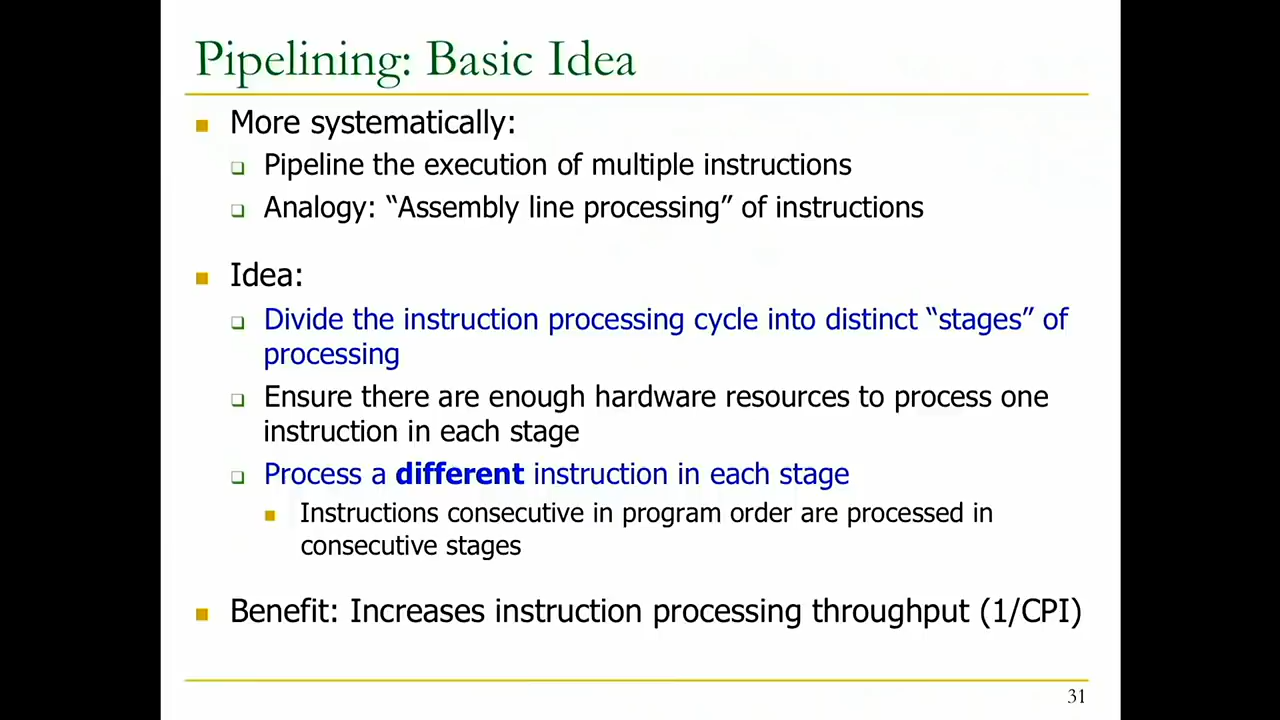 Pipelining: Basic Idea
More systematically:
Pipeline the execution of multiple instructions
Analogy: “Assembly line processing” of instructions
Idea:
Divide the instruction processing cycle into distinct “stages” of
processing
Ensure there are enough hardware resources to process one
instruction in each stage
Process a different instruction in each stage
Instructions consecutive in program order are processed in
consecutive stages
Benefit: Increases instruction processing throughput (1/CPI)
31